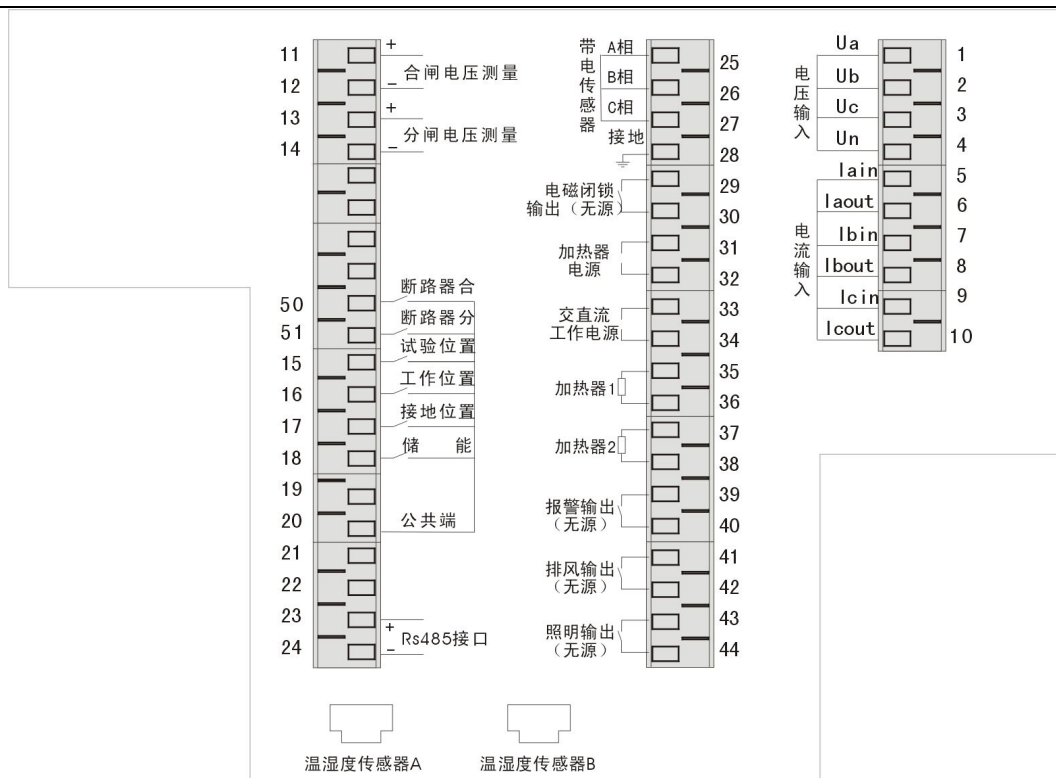 11
+
合闸电压测量
12
-
13
+
分闸电压测量
14
-
50
断路器合
51
断路器分
15
试验位置
16
工作位置
17
接地位置
18
储 能
19
20
公共端
21
22
23
+
24
-
Rs485接口
温湿度传感器A
温湿度传感器B
带电传感器
A相
25
B相
26
C相
27
接地
28
电磁闭锁
输出（无源）
29
30
加热器
电源
31
32
交直流
工作电源
33
34
加热器1
35
36
加热器2
37
38
报警输出
（无源）
39
40
排风输出
（无源）
41
42
照明输出
（无源）
43
44
电压输入
Ua
1
Ub
2
Uc
3
Un
4
电流输入
Iain
5
Iaout
6
Ibin
7
Ibout
8
Icin
9
Icout
10